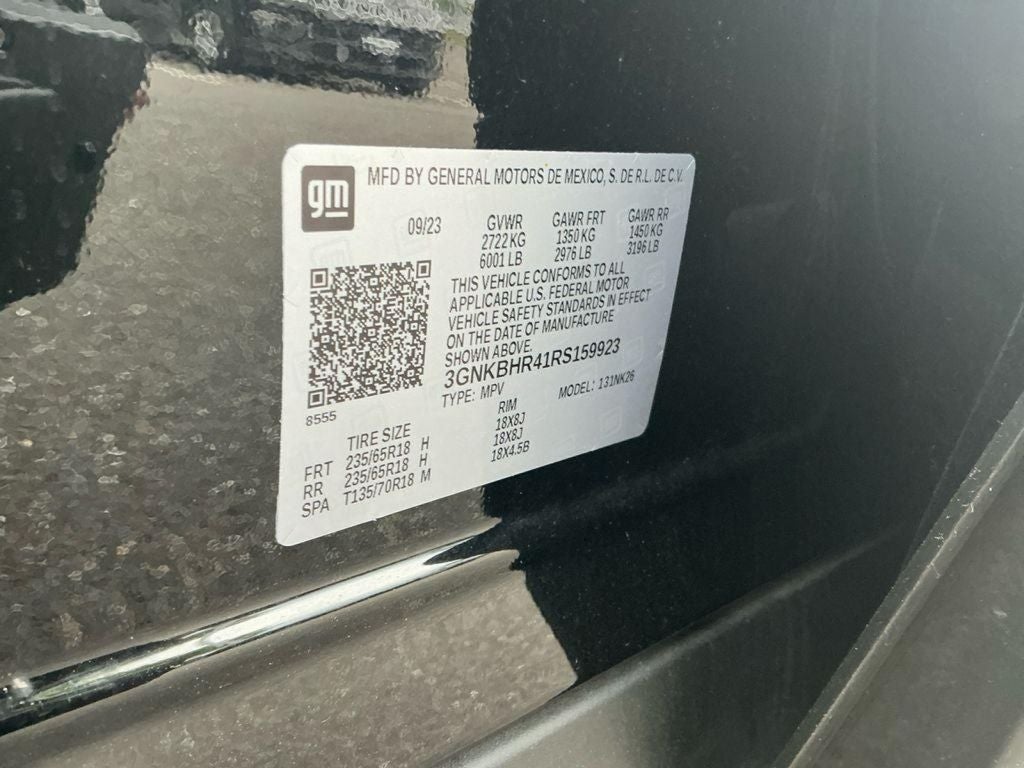 gm
MFD BY GENERAL MOTORS DE MEXICO, S. DE R.L. DE C.V.
09/23 GVWR GAWR FRT GAWR RR
2722 KG 1350 KG 1450 KG
6001 LB 2976 LB 3196 LB
THIS VEHICLE CONFORMS TO ALL
APPLICABLE U.S. FEDERAL MOTOR
VEHICLE SAFETY STANDARDS IN EFFECT
ON THE DATE OF MANUFACTURE
SHOWN ABOVE.
3GNKBHR41RS159923
TYPE: MPV MODEL: 131NK26
8555
TIRE SIZE RIM
FRT 235/65R18 H 18X8J
RR 235/65R18 H 18X8J
SPA T135/70R18 M 18X4.5B